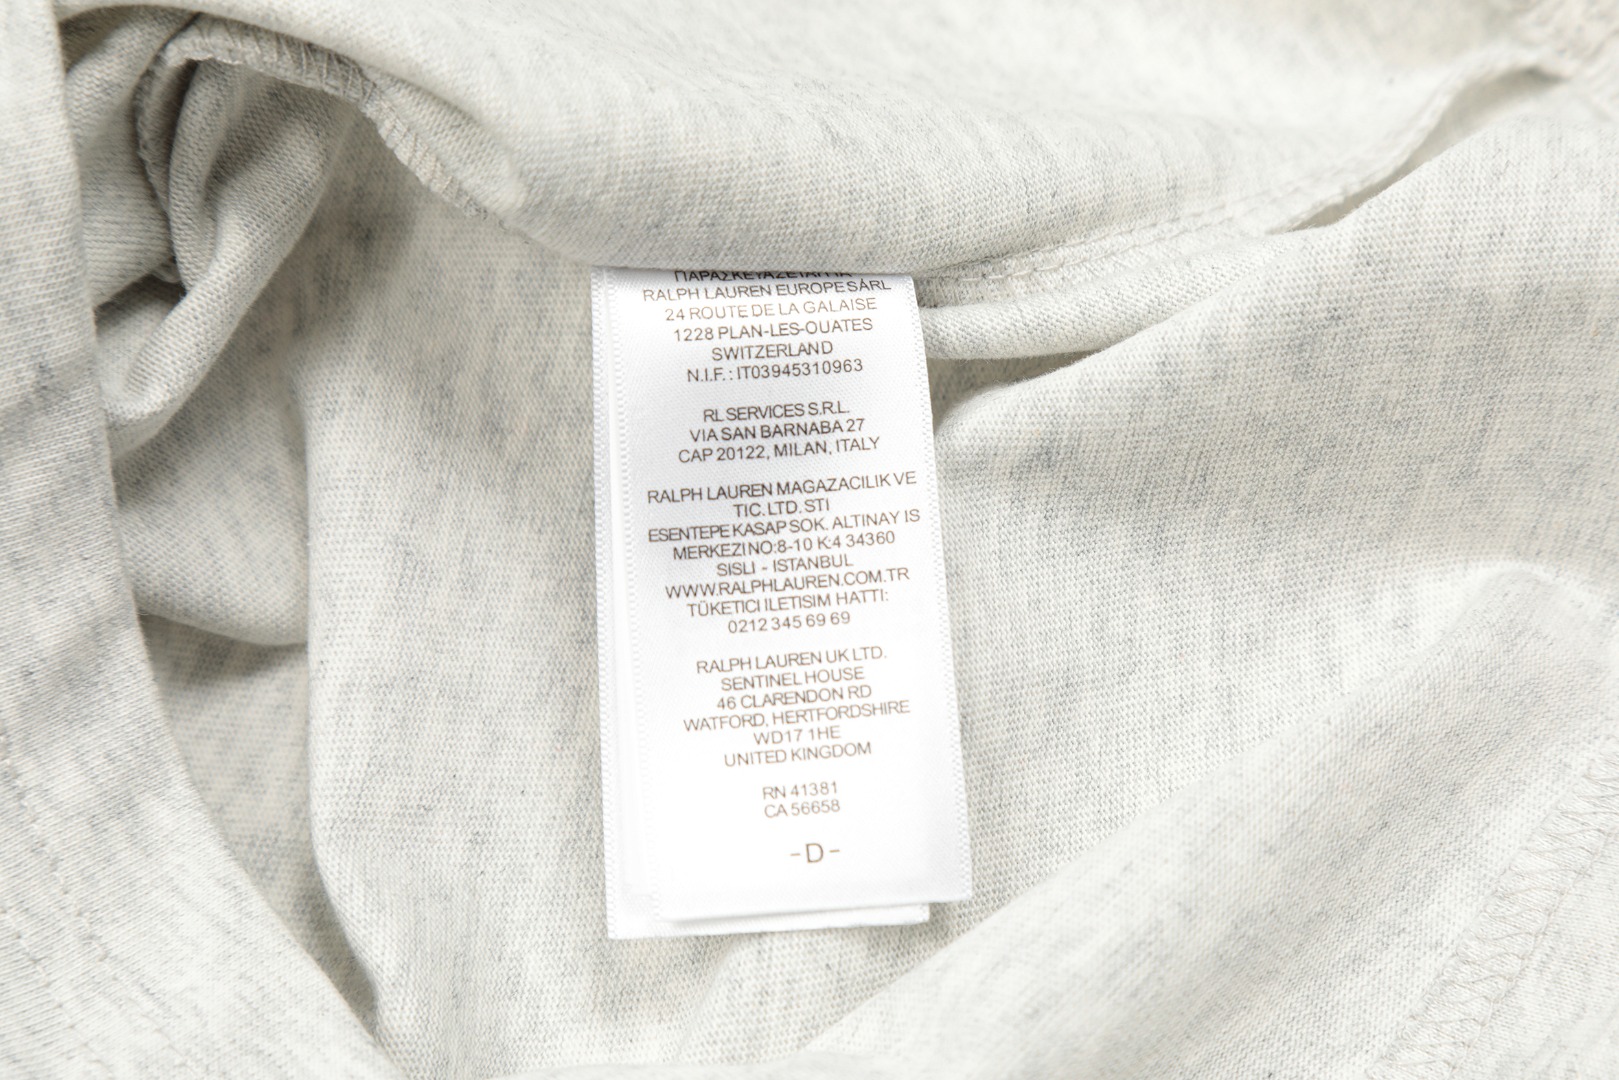 ΠΑΡΑΣΚΕΥΑΖΕΤΑΙ ΓΙΑ
RALPH LAUREN EUROPE SÀRL
24 ROUTE DE LA GALAISE
1228 PLAN-LES-OUATES
SWITZERLAND
N.I.F.: IT03945310963
RL SERVICES S.R.L.
VIA SAN BARNABA 27
CAP 20122, MILAN, ITALY
RALPH LAUREN MAGAZACILIK VE
TIC. LTD. STI
ESENTEPE KASAP SOK. ALTINAY IS
MERKEZI NO:8-10 K:4 34360
SISLI - ISTANBUL
WWW.RALPHLAUREN.COM.TR
TÜKETICI ILETISIM HATTI:
0212 345 69 69
RALPH LAUREN UK LTD.
SENTINEL HOUSE
46 CLARENDON RD
WATFORD, HERTFORDSHIRE
WD17 1HE
UNITED KINGDOM
RN 41381
CA 56658
-D-